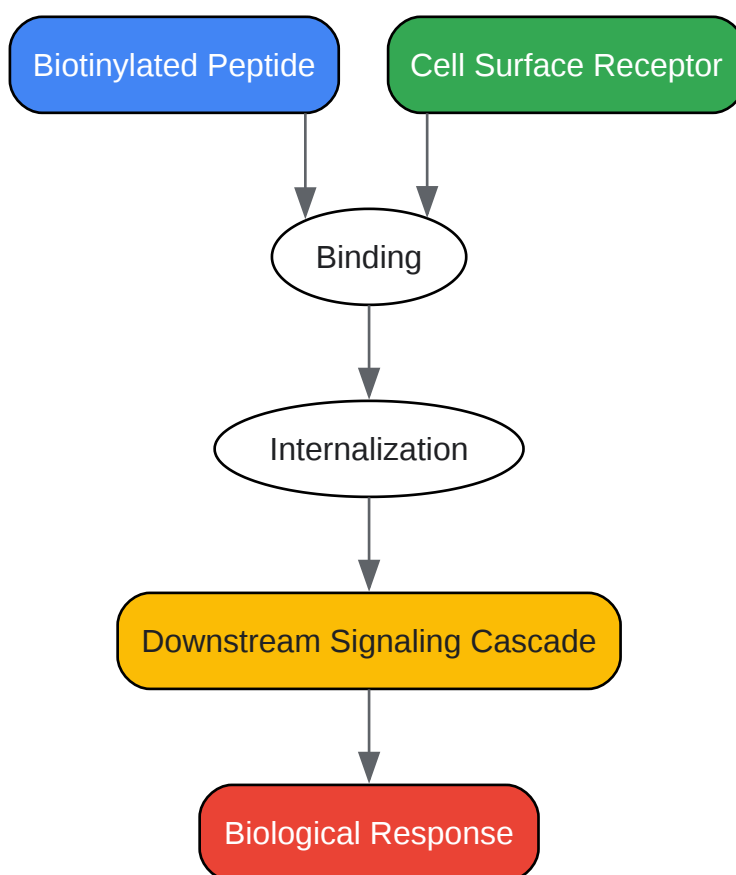 Biotinylated Peptide
Cell Surface Receptor
Binding
Internalization
Downstream Signaling Cascade
Biological Response